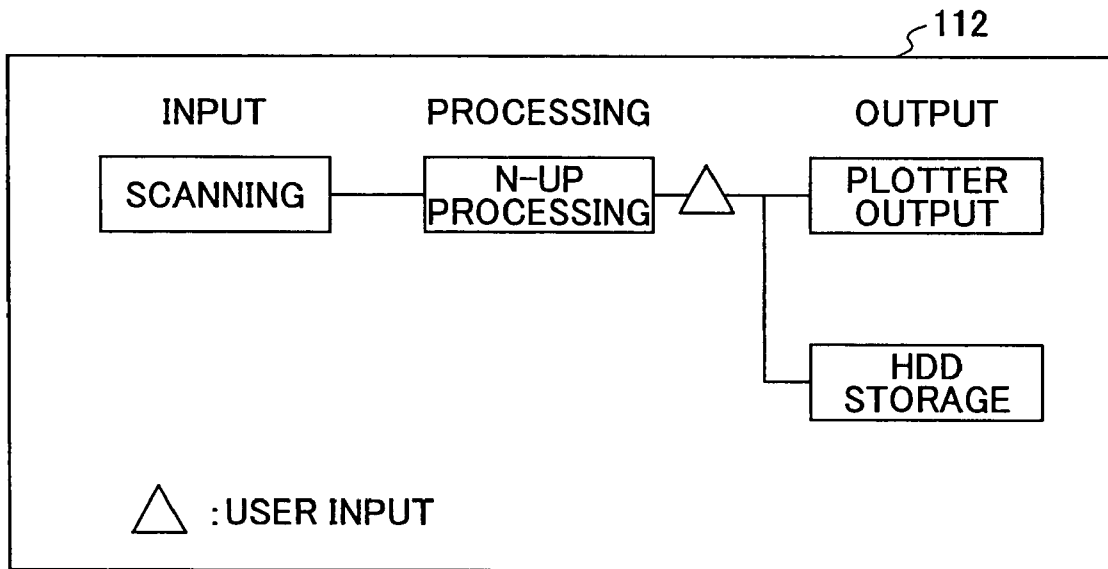 112
INPUT PROCESSING OUTPUT
SCANNING
N-UP
PROCESSING
PLOTTER
OUTPUT
HDD
STORAGE
△ : USER INPUT